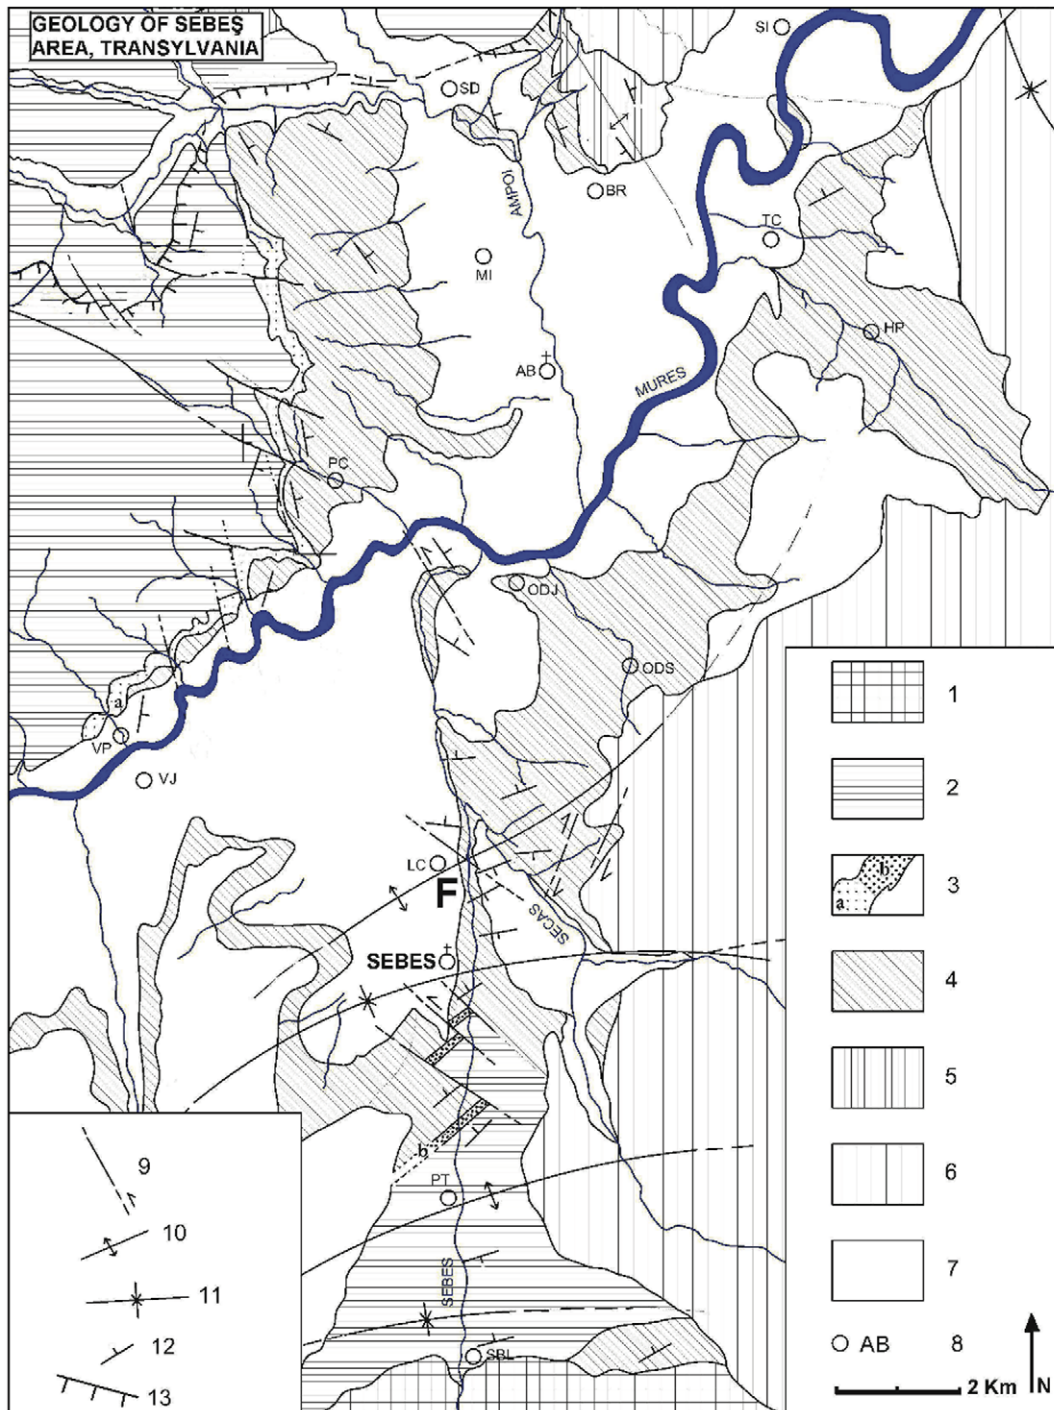 GEOLOGY OF SEBEŞ
AREA, TRANSYLVANIA
SI
SD
BR
AMPOI
TC
MI
HP
AB
MURES
PC
ODJ
ODS
a
VP
VJ
LC
F
SECAS
SEBES
b
PT
SEBES
SBL
1
2
b
a
3
4
5
6
7
AB 8
2 Km N
9
10
11
12
13